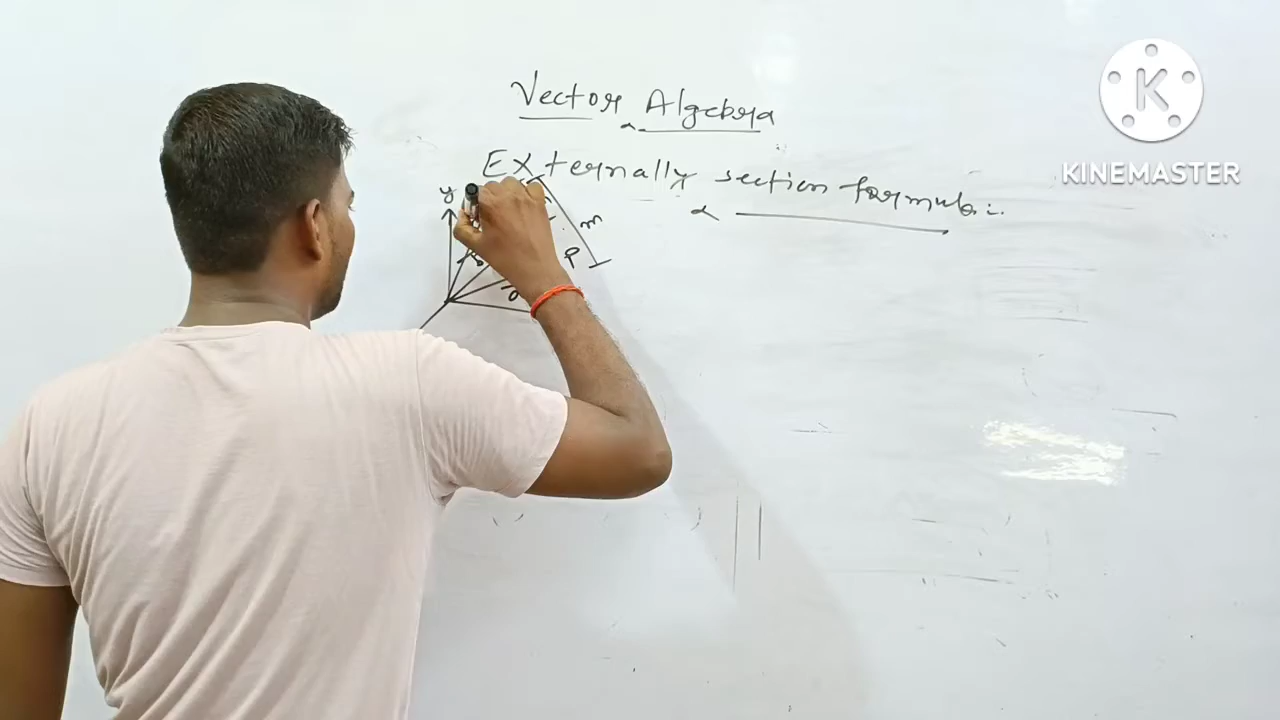 Vector Algebra
Externally section formula :-
y
m
P
K
KINEMASTER